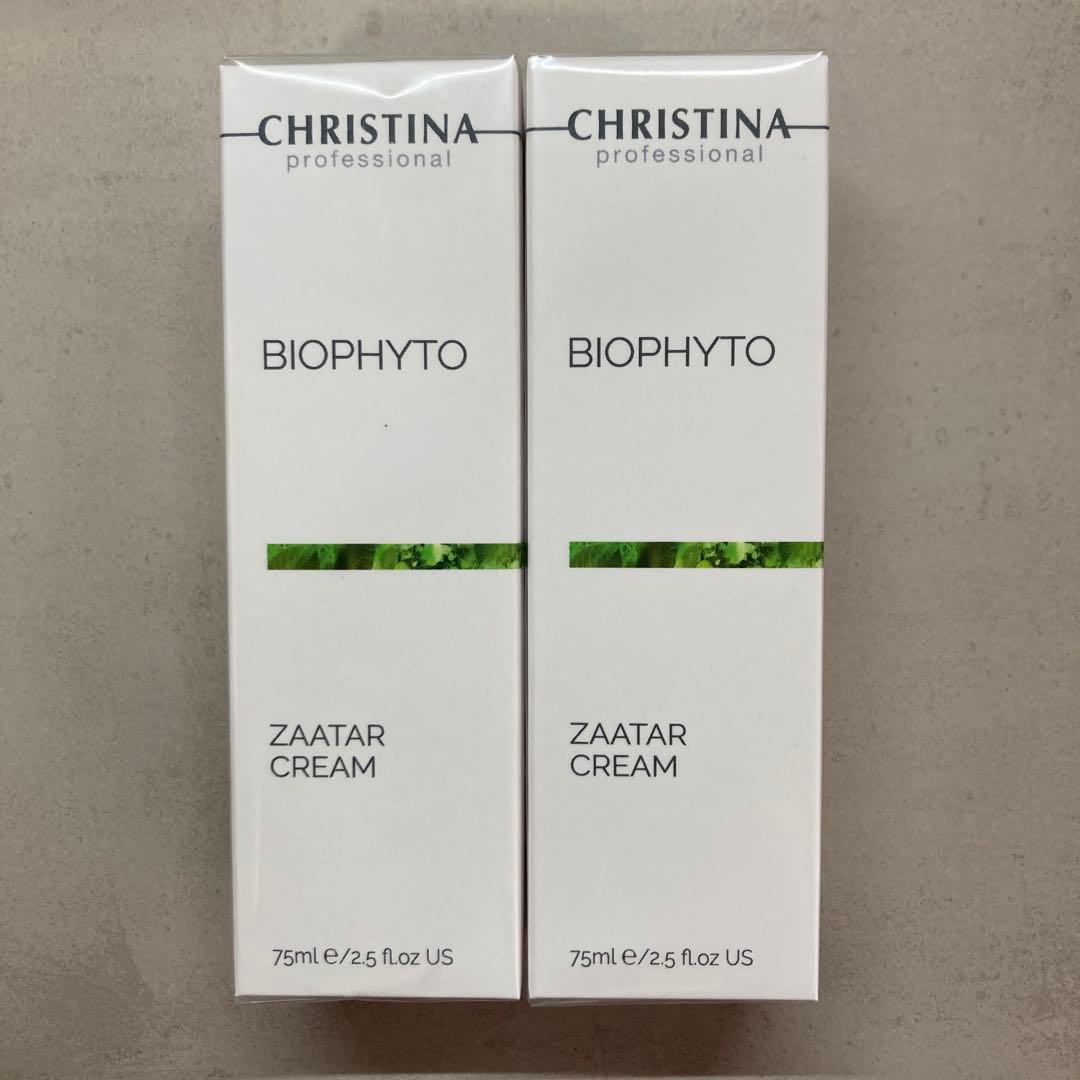 CHRISTINA
professional
BIOPHYTO
ZAATAR
CREAM
75ml e/2.5 fl.oz US
CHRISTINA
professional
BIOPHYTO
ZAATAR
CREAM
75ml e/2.5 fl.oz US